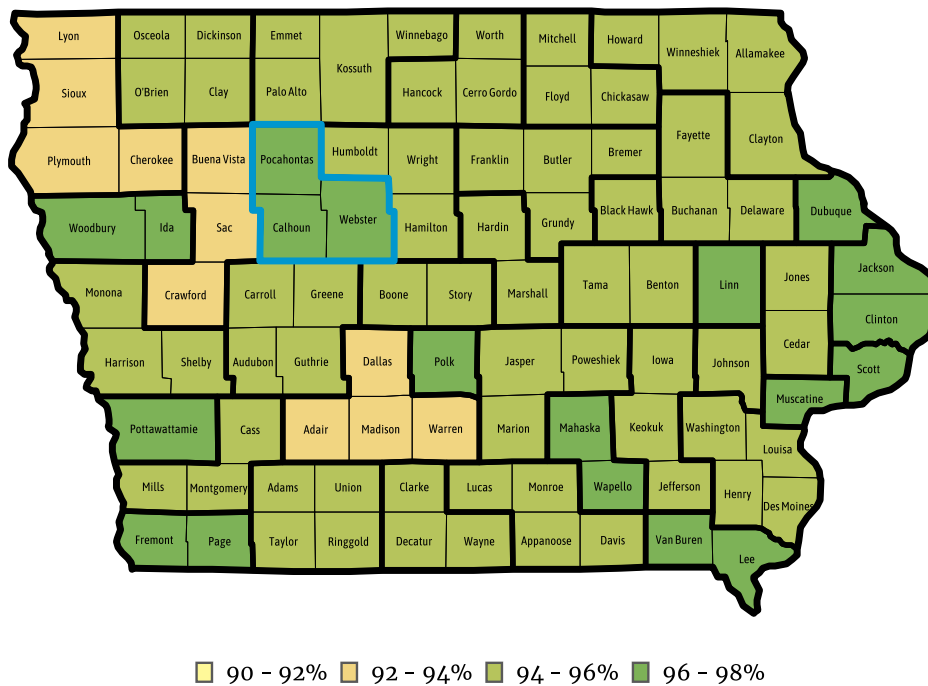 Lyon
Osceola
Dickinson
Emmet
Winnebago
Worth
Mitchell
Howard
Winneshiek
Allamakee
Kossuth
Sioux
O'Brien
Clay
Palo Alto
Hancock
Cerro Gordo
Floyd
Chickasaw
Fayette
Clayton
Plymouth
Cherokee
Buena Vista
Pocahontas
Humboldt
Wright
Franklin
Butler
Bremer
Woodbury
Ida
Sac
Calhoun
Webster
Hamilton
Hardin
Grundy
Black Hawk
Buchanan
Delaware
Dubuque
Jackson
Monona
Crawford
Carroll
Greene
Boone
Story
Marshall
Tama
Benton
Linn
Jones
Clinton
Harrison
Shelby
Audubon
Guthrie
Dallas
Polk
Jasper
Poweshiek
Iowa
Johnson
Cedar
Scott
Muscatine
Pottawattamie
Cass
Adair
Madison
Warren
Marion
Mahaska
Keokuk
Washington
Louisa
Mills
Montgomery
Adams
Union
Clarke
Lucas
Monroe
Wapello
Jefferson
Henry
Des Moines
Fremont
Page
Taylor
Ringgold
Decatur
Wayne
Appanoose
Davis
Van Buren
Lee
90 - 92% 92 - 94% 94 - 96% 96 - 98%